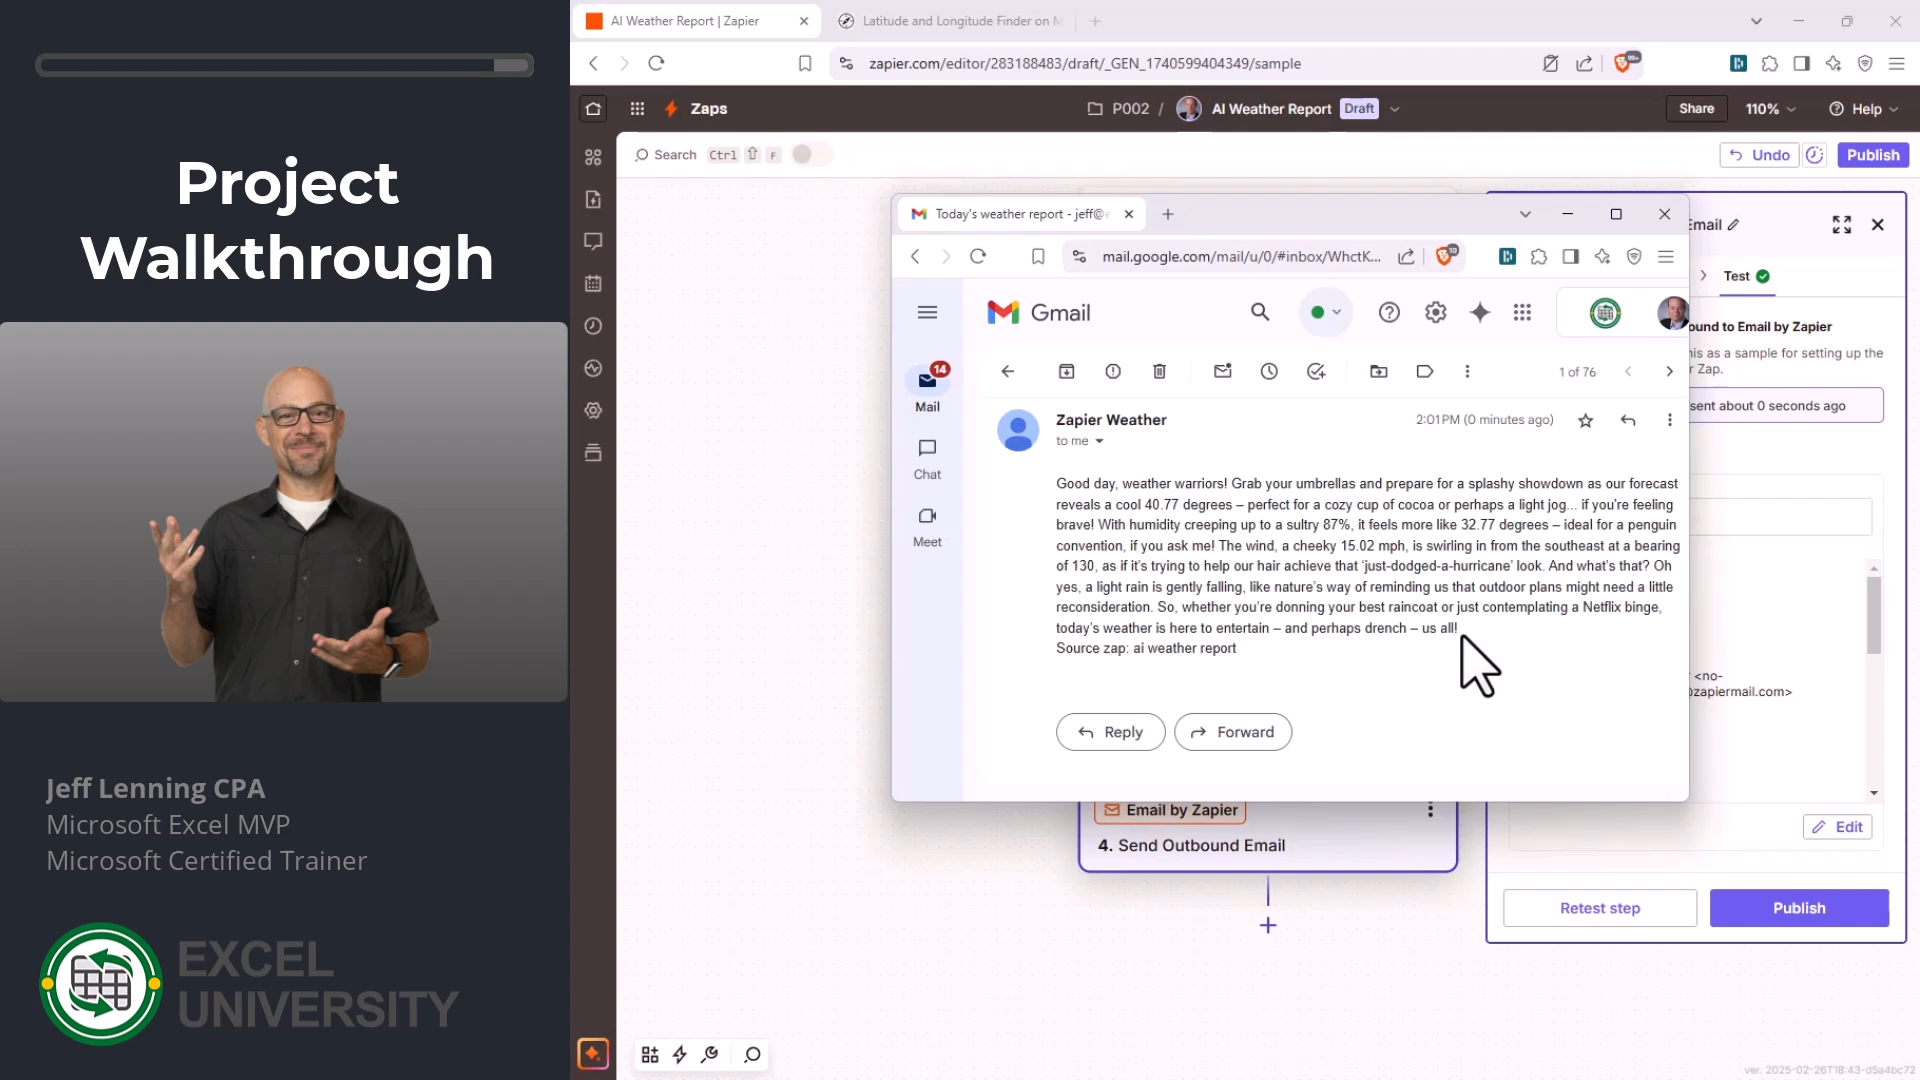 Project
Walkthrough
Jeff Lenning CPA
Microsoft Excel MVP
Microsoft Certified Trainer
EXCEL
UNIVERSITY
AI Weather Report | Zapier
Latitude and Longitude Finder on M
zapier.com/editor/283188483/draft/_GEN_1740599404349/sample
99+
Zaps
P002 /
AI Weather Report
Draft
Share
110%
Help
Search
Ctrl
F
Undo
Publish
Today's weather report - jeff@e
mail.google.com/mail/u/0/#inbox/WhctK...
10
Gmail
14
Mail
Chat
Meet
1 of 76
Zapier Weather
to me
2:01 PM (0 minutes ago)
Good day, weather warriors! Grab your umbrellas and prepare for a splashy showdown as our forecast
reveals a cool 40.77 degrees – perfect for a cozy cup of cocoa or perhaps a light jog... if you're feeling
brave! With humidity creeping up to a sultry 87%, it feels more like 32.77 degrees – ideal for a penguin
convention, if you ask me! The wind, a cheeky 15.02 mph, is swirling in from the southeast at a bearing
of 130, as if it's trying to help our hair achieve that 'just-dodged-a-hurricane' look. And what's that? Oh
yes, a light rain is gently falling, like nature's way of reminding us that outdoor plans might need a little
reconsideration. So, whether you're donning your best raincoat or just contemplating a Netflix binge,
today's weather is here to entertain – and perhaps drench – us all!
Source zap: ai weather report
Reply
Forward
Email
Test
ound to Email by Zapier
his as a sample for setting up the
r Zap.
sent about 0 seconds ago
<no-
@zapiermail.com>
Edit
Retest step
Publish
Email by Zapier
4. Send Outbound Email
ver. 2025-02-26T18:43-d5a4bc72